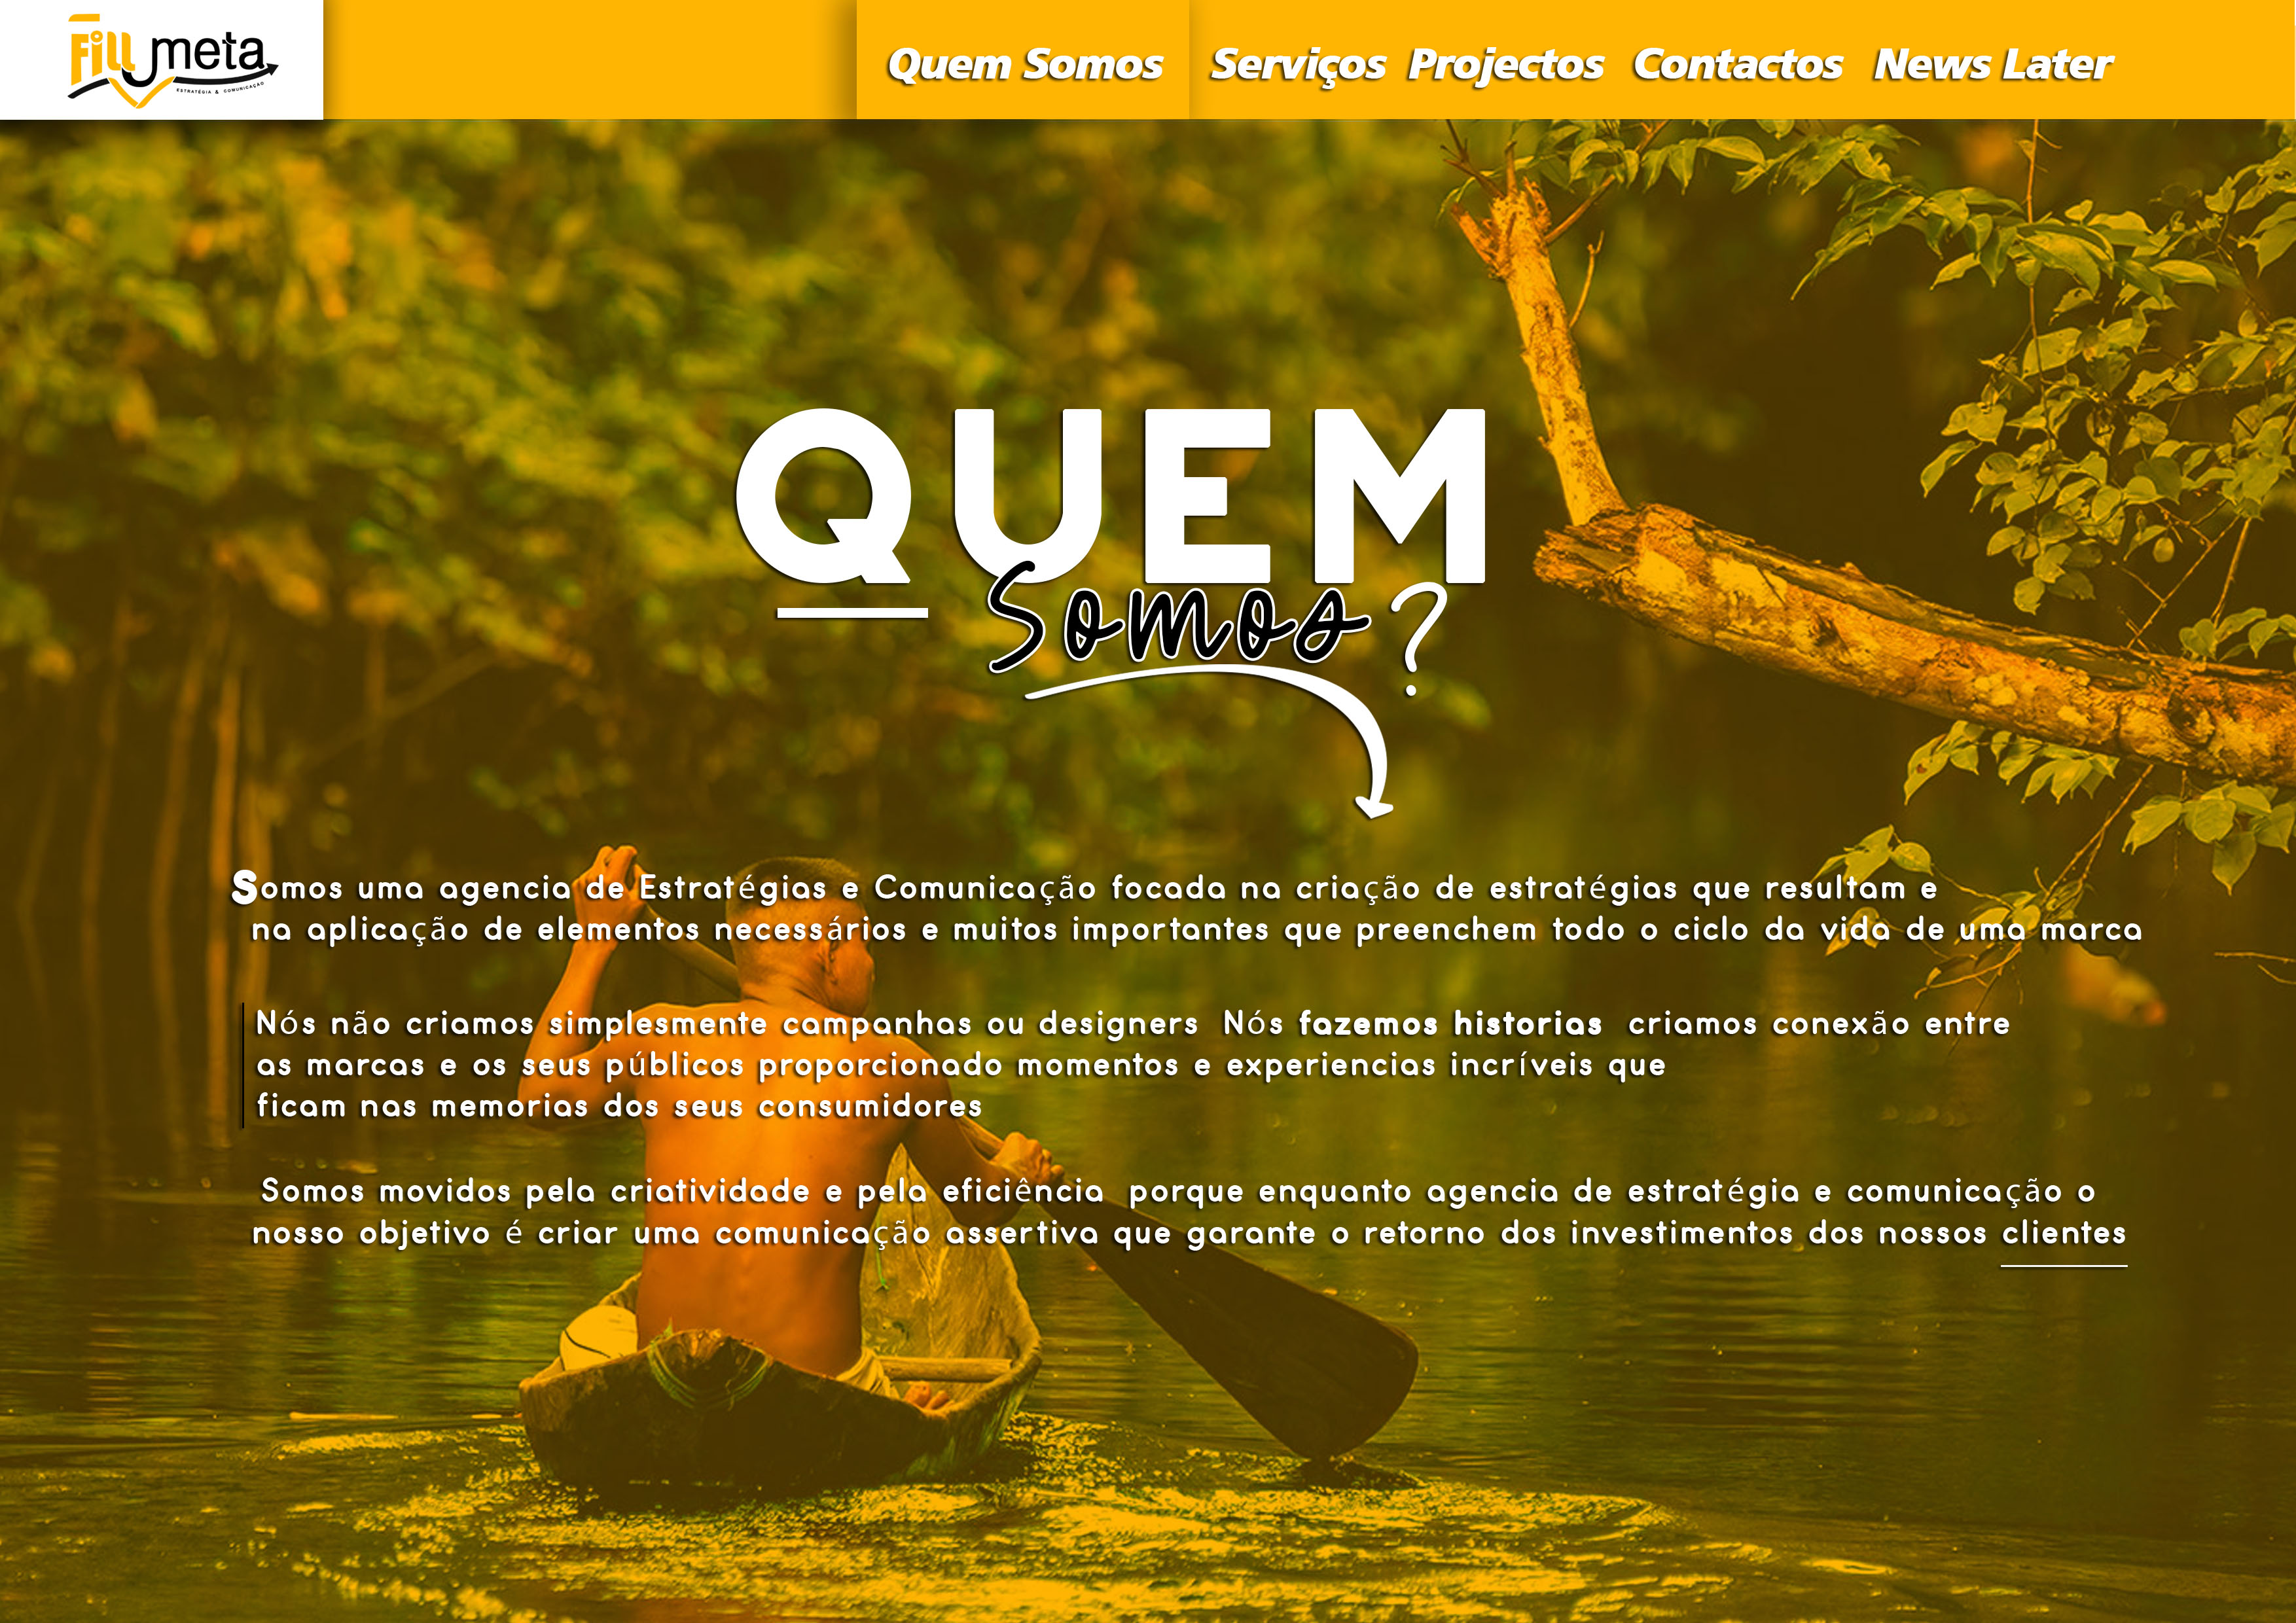 Fill meta
ESTRATÉGIA & COMUNICAÇÃO
Quem Somos Serviços Projectos Contactos News Later
QUEM
Somos?
Somos uma agencia de Estratégias e Comunicação focada na criação de estratégias que resultam e
na aplicação de elementos necessários e muitos importantes que preenchem todo o ciclo da vida de uma marca
Nós não criamos simplesmente campanhas ou designers Nós fazemos historias criamos conexão entre
as marcas e os seus públicos proporcionado momentos e experiencias incríveis que
ficam nas memorias dos seus consumidores
Somos movidos pela criatividade e pela eficiência porque enquanto agencia de estratégia e comunicação o
nosso objetivo é criar uma comunicação assertiva que garante o retorno dos investimentos dos nossos clientes